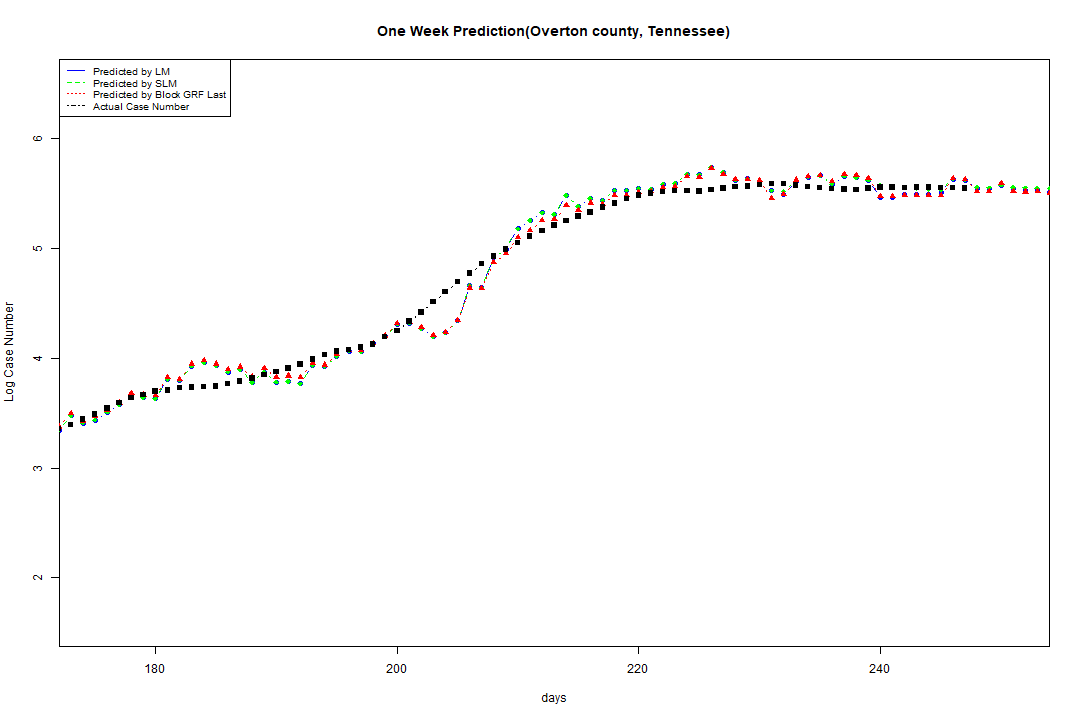 One Week Prediction(Overton county, Tennessee)
Predicted by LM
Predicted by SLM
Predicted by Block GRF Last
Actual Case Number
6
5
4
3
2
Log Case Number
180 200 220 240
days